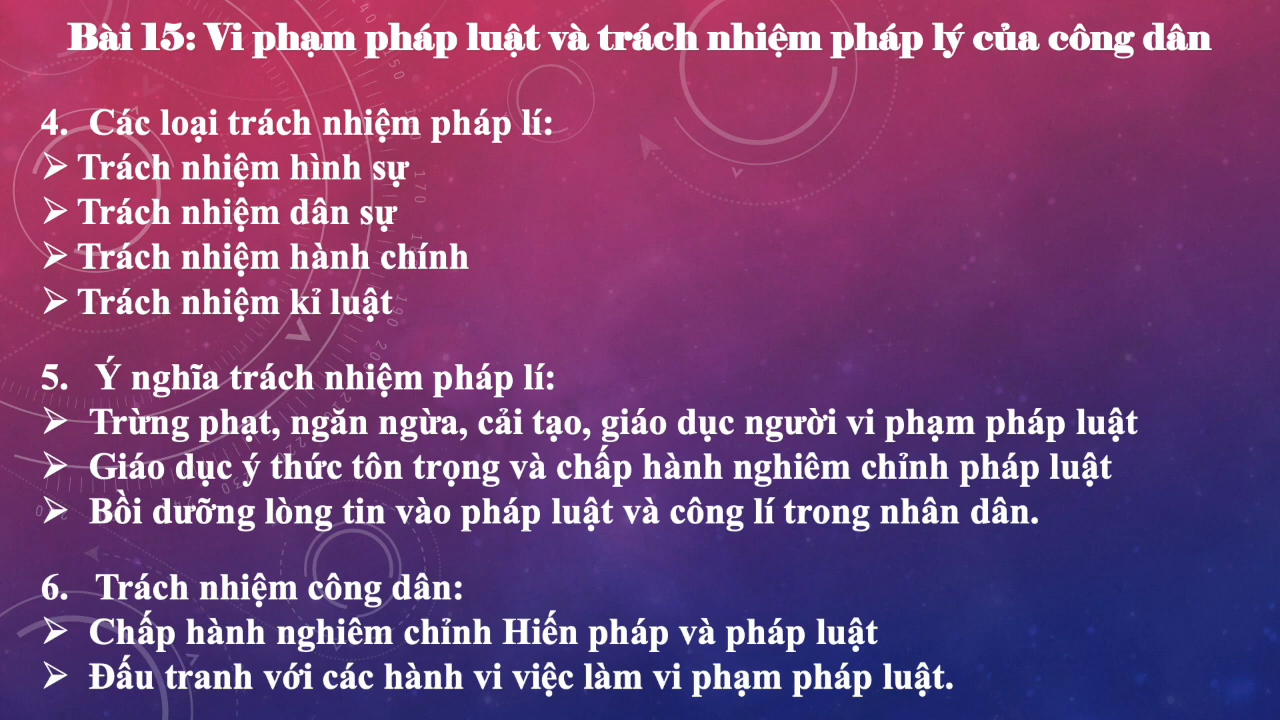 Bài 15: Vi phạm pháp luật và trách nhiệm pháp lý của công dân
4. Các loại trách nhiệm pháp lí:
➢ Trách nhiệm hình sự
➢ Trách nhiệm dân sự
➢ Trách nhiệm hành chính
➢ Trách nhiệm kỉ luật
5. Ý nghĩa trách nhiệm pháp lí:
➢ Trừng phạt, ngăn ngừa, cải tạo, giáo dục người vi phạm pháp luật
➢ Giáo dục ý thức tôn trọng và chấp hành nghiêm chỉnh pháp luật
➢ Bồi dưỡng lòng tin vào pháp luật và công lí trong nhân dân.
6. Trách nhiệm công dân:
➢ Chấp hành nghiêm chỉnh Hiến pháp và pháp luật
➢ Đấu tranh với các hành vi việc làm vi phạm pháp luật.